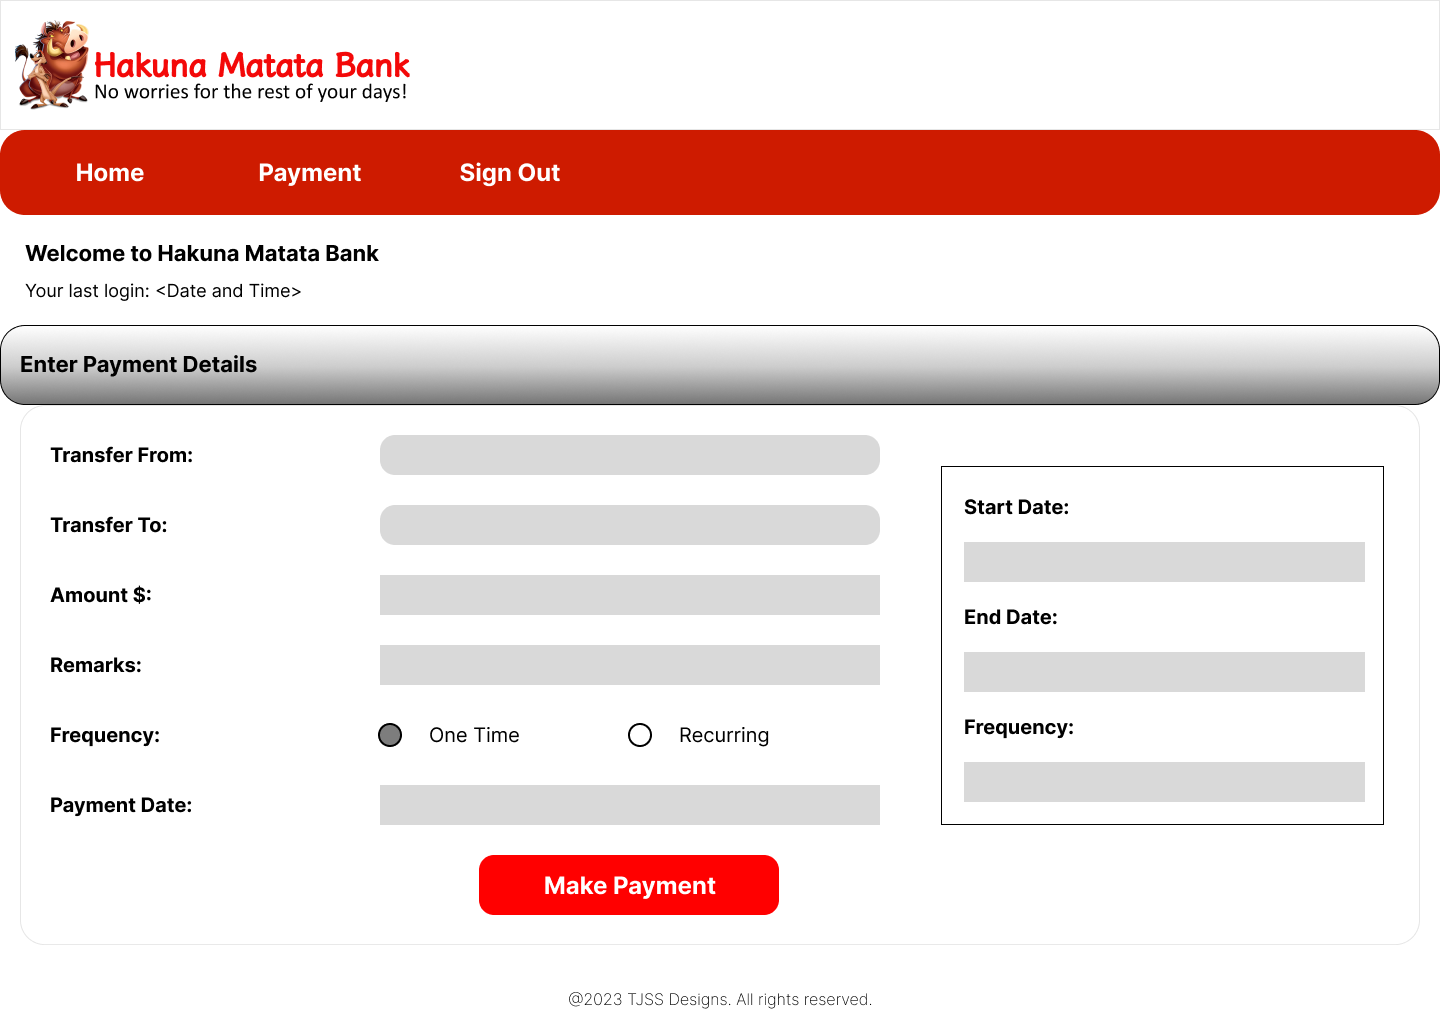 Hakuna Matata Bank
No worries for the rest of your days!
Home Payment Sign Out
Welcome to Hakuna Matata Bank
Your last login: <Date and Time>
Enter Payment Details
Transfer From:
Transfer To:
Amount $:
Remarks:
Frequency: One Time Recurring
Payment Date:
Make Payment
Start Date:
End Date:
Frequency:
@2023 TJSS Designs. All rights reserved.